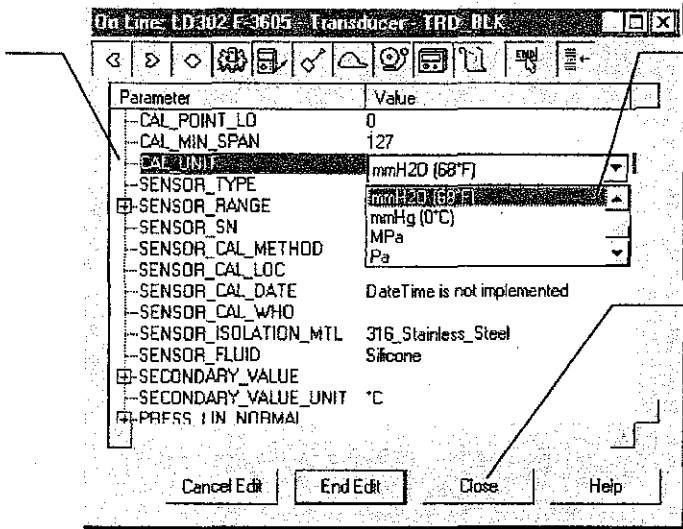 On Line: LD302 F-3605 - Transducer - TRD_BLK
END
Parameter Value
CAL_POINT_LO 0
CAL_MIN_SPAN 127
CAL_UNIT mmH2O (68°F)
SENSOR_TYPE mmH2O (68°F)
SENSOR_RANGE mmHg (0°C)
SENSOR_SN MPa
SENSOR_CAL_METHOD Pa
SENSOR_CAL_LOC
SENSOR_CAL_DATE DateTime is not implemented
SENSOR_CAL_WHO
SENSOR_ISOLATION_MTL 316_Stainless_Steel
SENSOR_FLUID Silicone
SECONDARY_VALUE
SECONDARY_VALUE_UNIT °C
PRESS_LIN_NORMAL
Cancel Edit End Edit Close Help